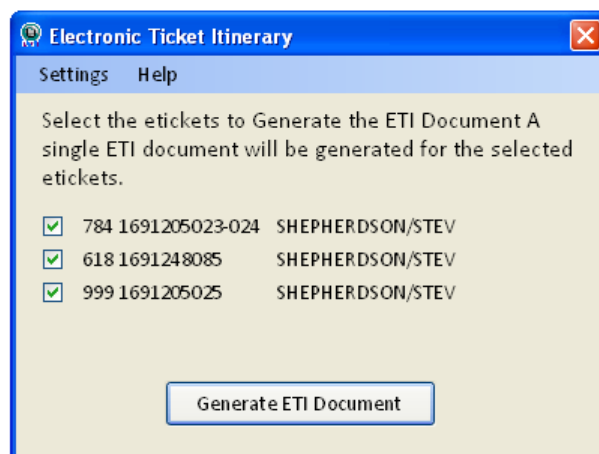 Electronic Ticket Itinerary
Settings Help
Select the etickets to Generate the ETI Document A
single ETI document will be generated for the selected
etickets.
784 1691205023-024 SHEPHERDSON/STEV
618 1691248085 SHEPHERDSON/STEV
999 1691205025 SHEPHERDSON/STEV
Generate ETI Document